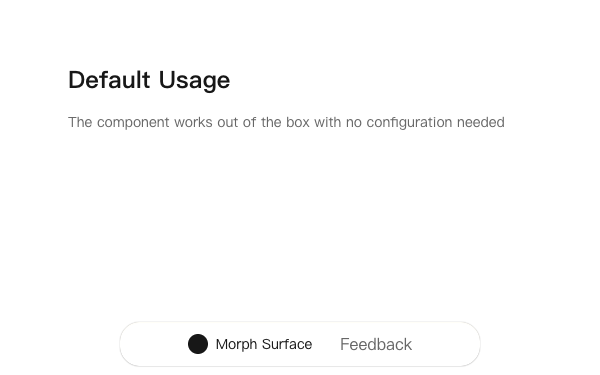 Default Usage
The component works out of the box with no configuration needed
Morph Surface Feedback